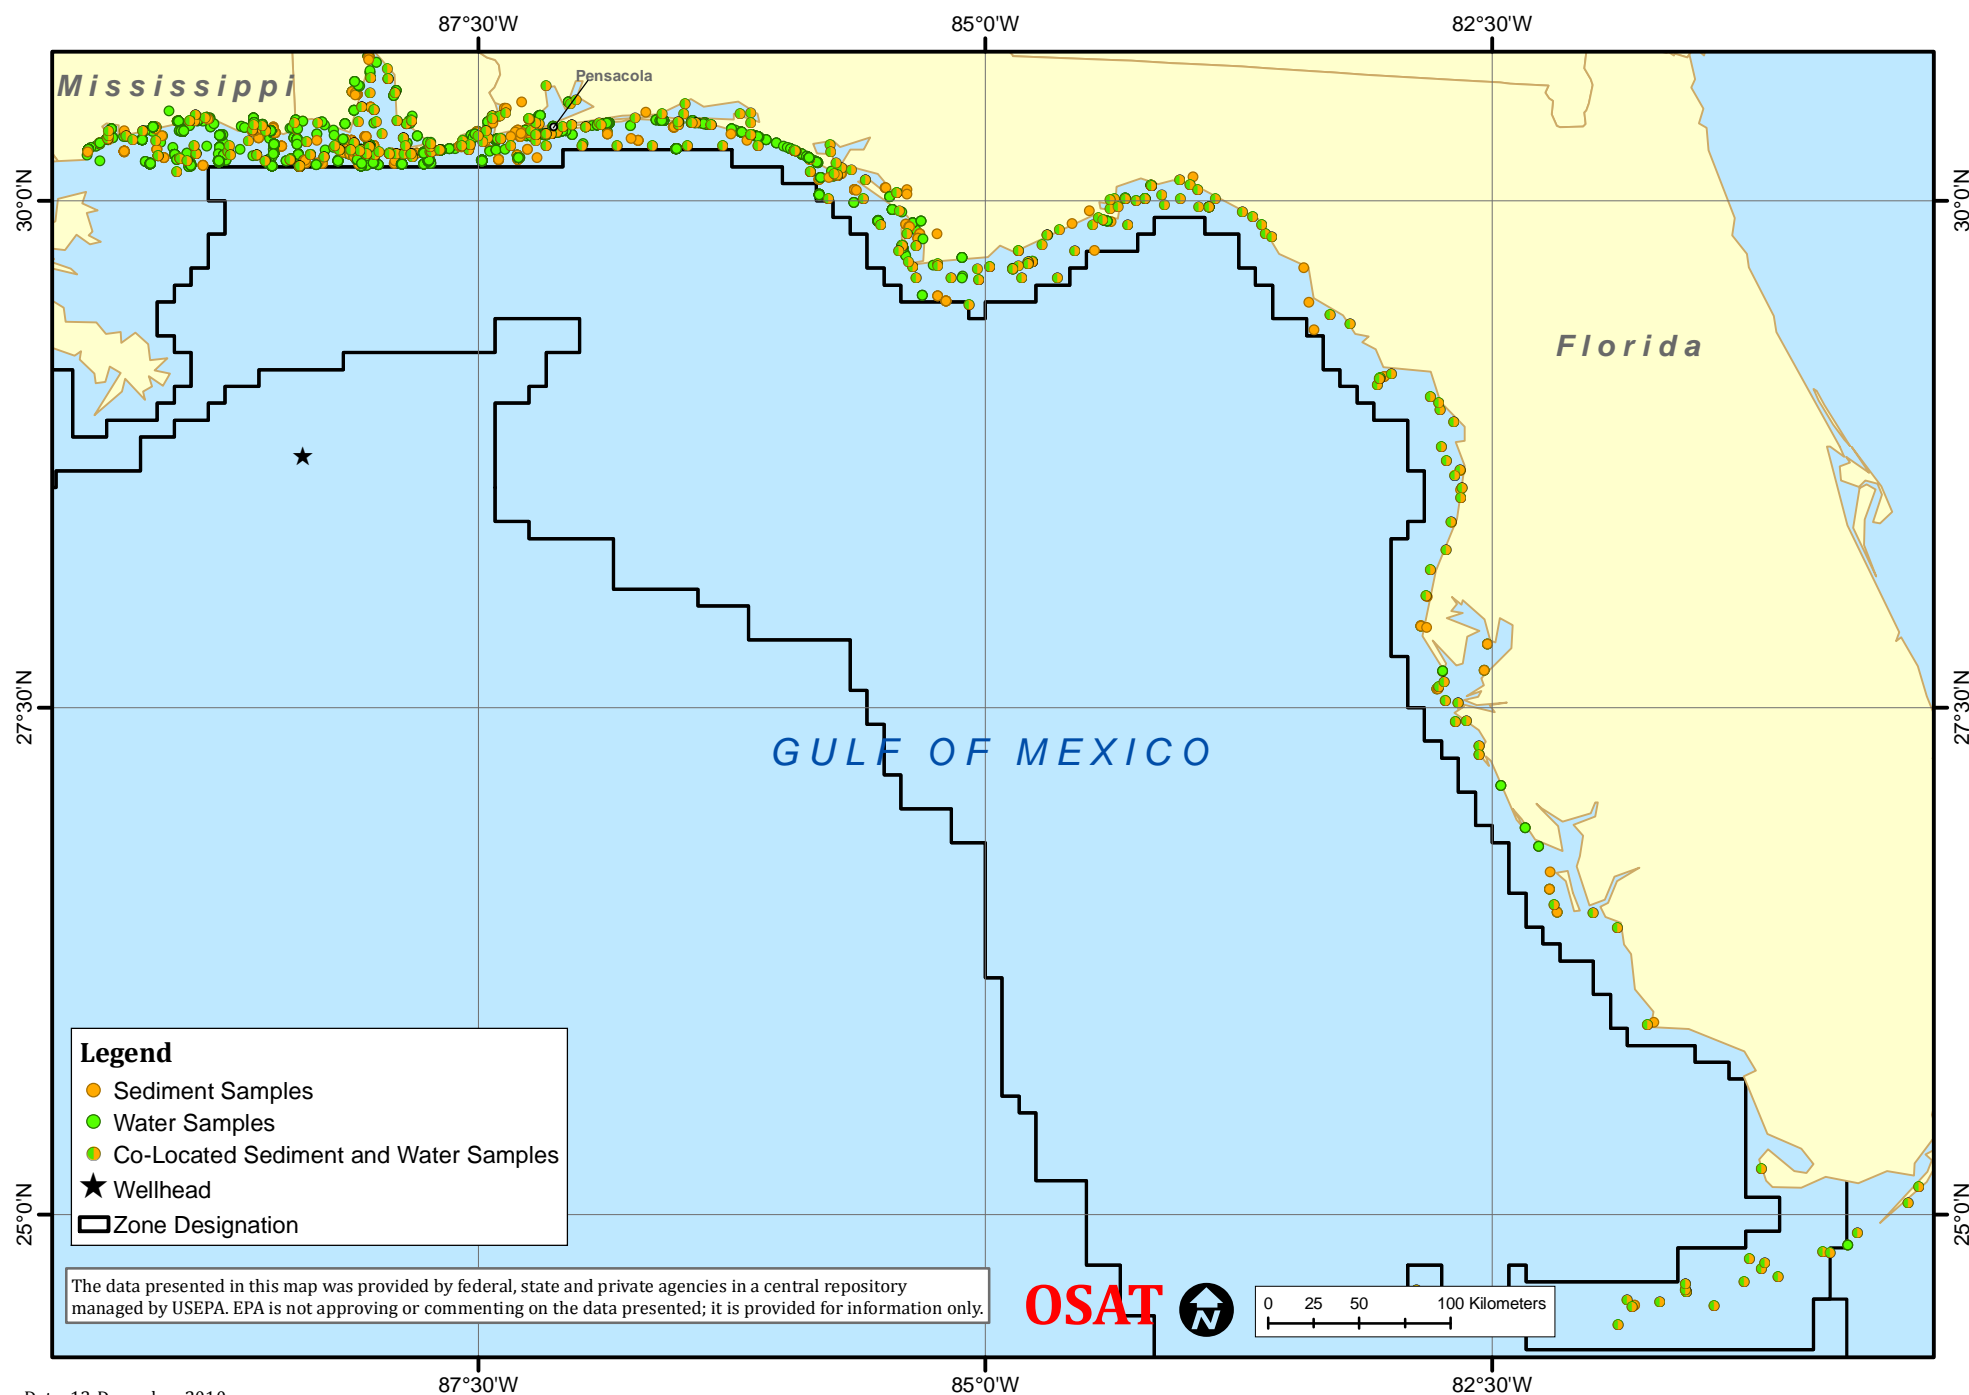 87°30'W
85°0'W
82°30'W
Mississippi
Pensacola
30°0'N
30°0'N
Florida
27°30'N
27°30'N
GULF OF MEXICO
Legend
Sediment Samples
Water Samples
Co-Located Sediment and Water Samples
Wellhead
Zone Designation
25°0'N
25°0'N
The data presented in this map was provided by federal, state and private agencies in a central repository
managed by USEPA. EPA is not approving or commenting on the data presented; it is provided for information only.
OSAT
N
0 25 50 100 Kilometers
87°30'W
85°0'W
82°30'W